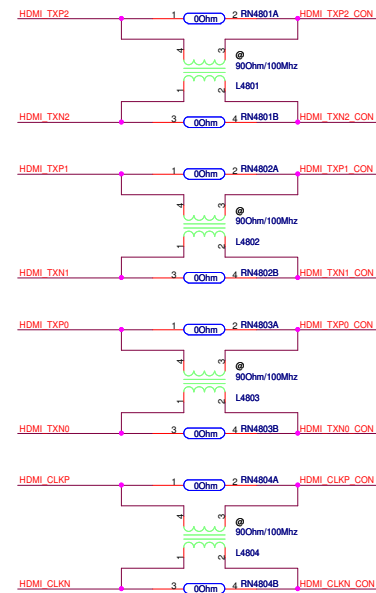 HDMI_TXP2 1 0Ohm 2 RN4801A HDMI_TXP2_CON
4 3 @
90Ohm/100Mhz
1 2 L4801
HDMI_TXN2 3 0Ohm 4 RN4801B HDMI_TXN2_CON
HDMI_TXP1 1 0Ohm 2 RN4802A HDMI_TXP1_CON
4 3 @
90Ohm/100Mhz
1 2 L4802
HDMI_TXN1 3 0Ohm 4 RN4802B HDMI_TXN1_CON
HDMI_TXP0 1 0Ohm 2 RN4803A HDMI_TXP0_CON
4 3 @
90Ohm/100Mhz
1 2 L4803
HDMI_TXN0 3 0Ohm 4 RN4803B HDMI_TXN0_CON
HDMI_CLKP 1 0Ohm 2 RN4804A HDMI_CLKP_CON
4 3 @
90Ohm/100Mhz
1 2 L4804
HDMI_CLKN 3 0Ohm 4 RN4804B HDMI_CLKN_CON